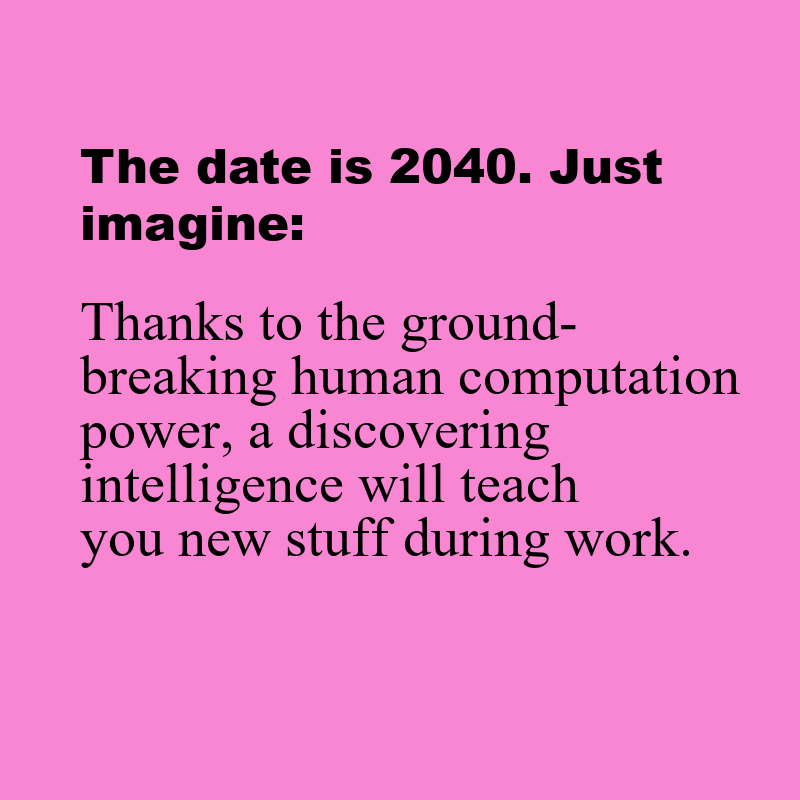 The date is 2040. Just
imagine:
Thanks to the ground-
breaking human computation
power, a discovering
intelligence will teach
you new stuff during work.